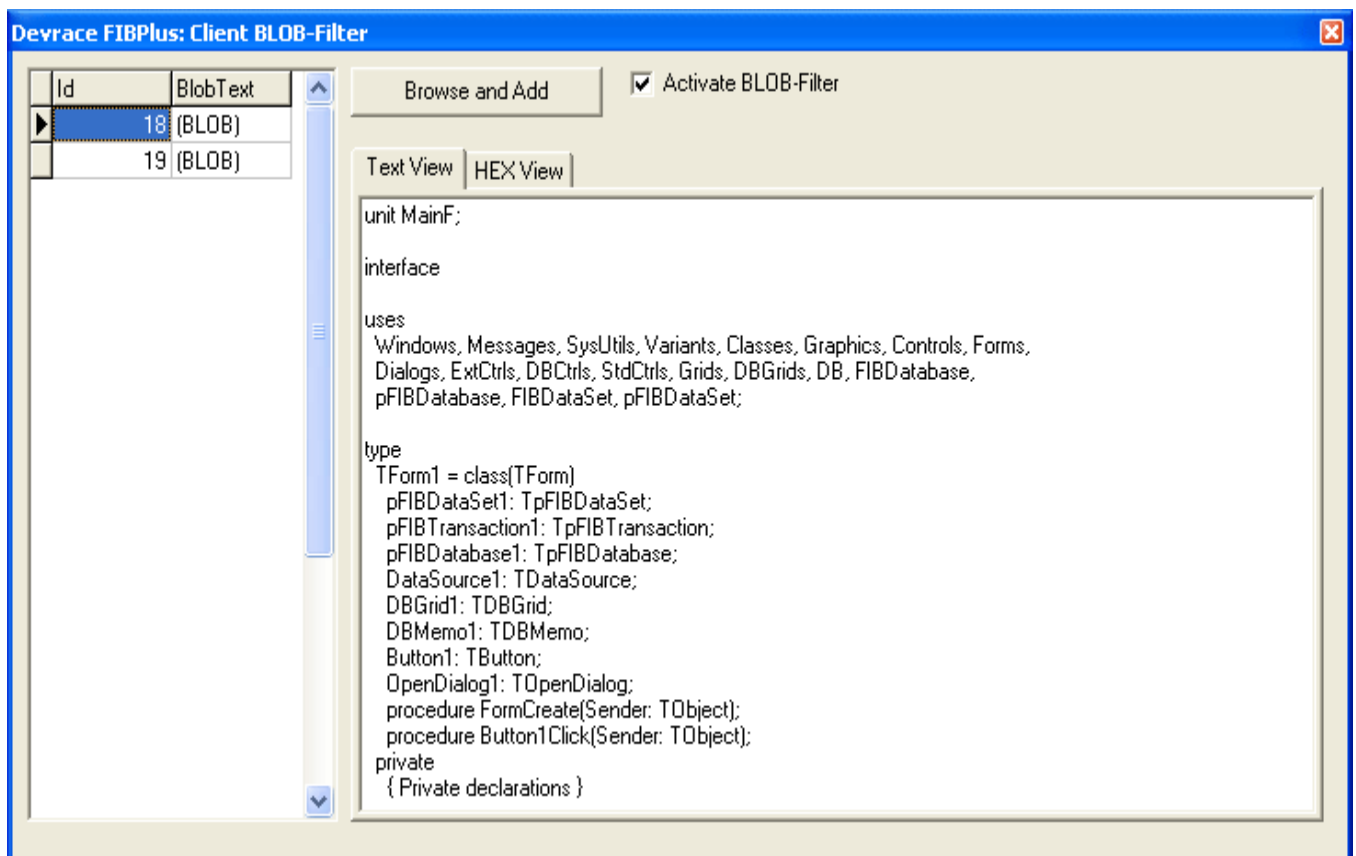 Devrace FIBPlus: Client BLOB-Filter
Id BlobText
18 (BLOB)
19 (BLOB)
Browse and Add
Activate BLOB-Filter
Text View HEX View
unit MainF;
interface
uses
Windows, Messages, SysUtils, Variants, Classes, Graphics, Controls, Forms,
Dialogs, ExtCtrls, DBCtrls, StdCtrls, Grids, DBGrids, DB, FIBDatabase,
pFIBDatabase, FIBDataSet, pFIBDataSet;
type
TForm1 = class(TForm)
pFIBDataSet1: TpFIBDataSet;
pFIBTransaction1: TpFIBTransaction;
pFIBDatabase1: TpFIBDatabase;
DataSource1: TDataSource;
DBGrid1: TDBGrid;
DBMemo1: TDBMemo;
Button1: TButton;
OpenDialog1: TOpenDialog;
procedure FormCreate(Sender: TObject);
procedure Button1Click(Sender: TObject);
private
{ Private declarations }